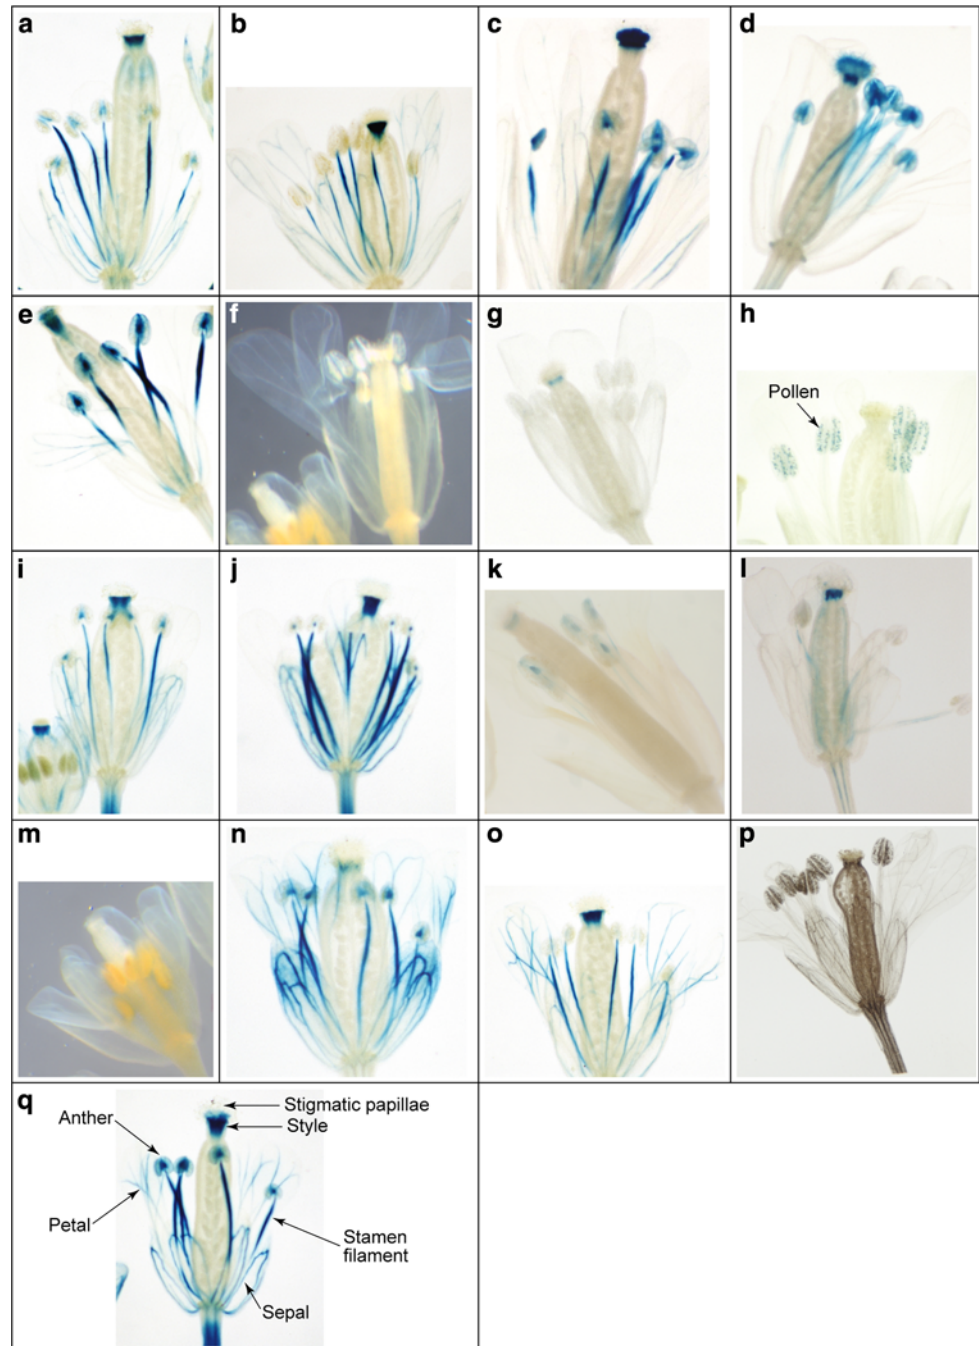 a
b
c
d
e
f
g
h
Pollen
i
j
k
l
m
n
o
p
q
Stigmatic papillae
Style
Anther
Petal
Stamen
filament
Sepal